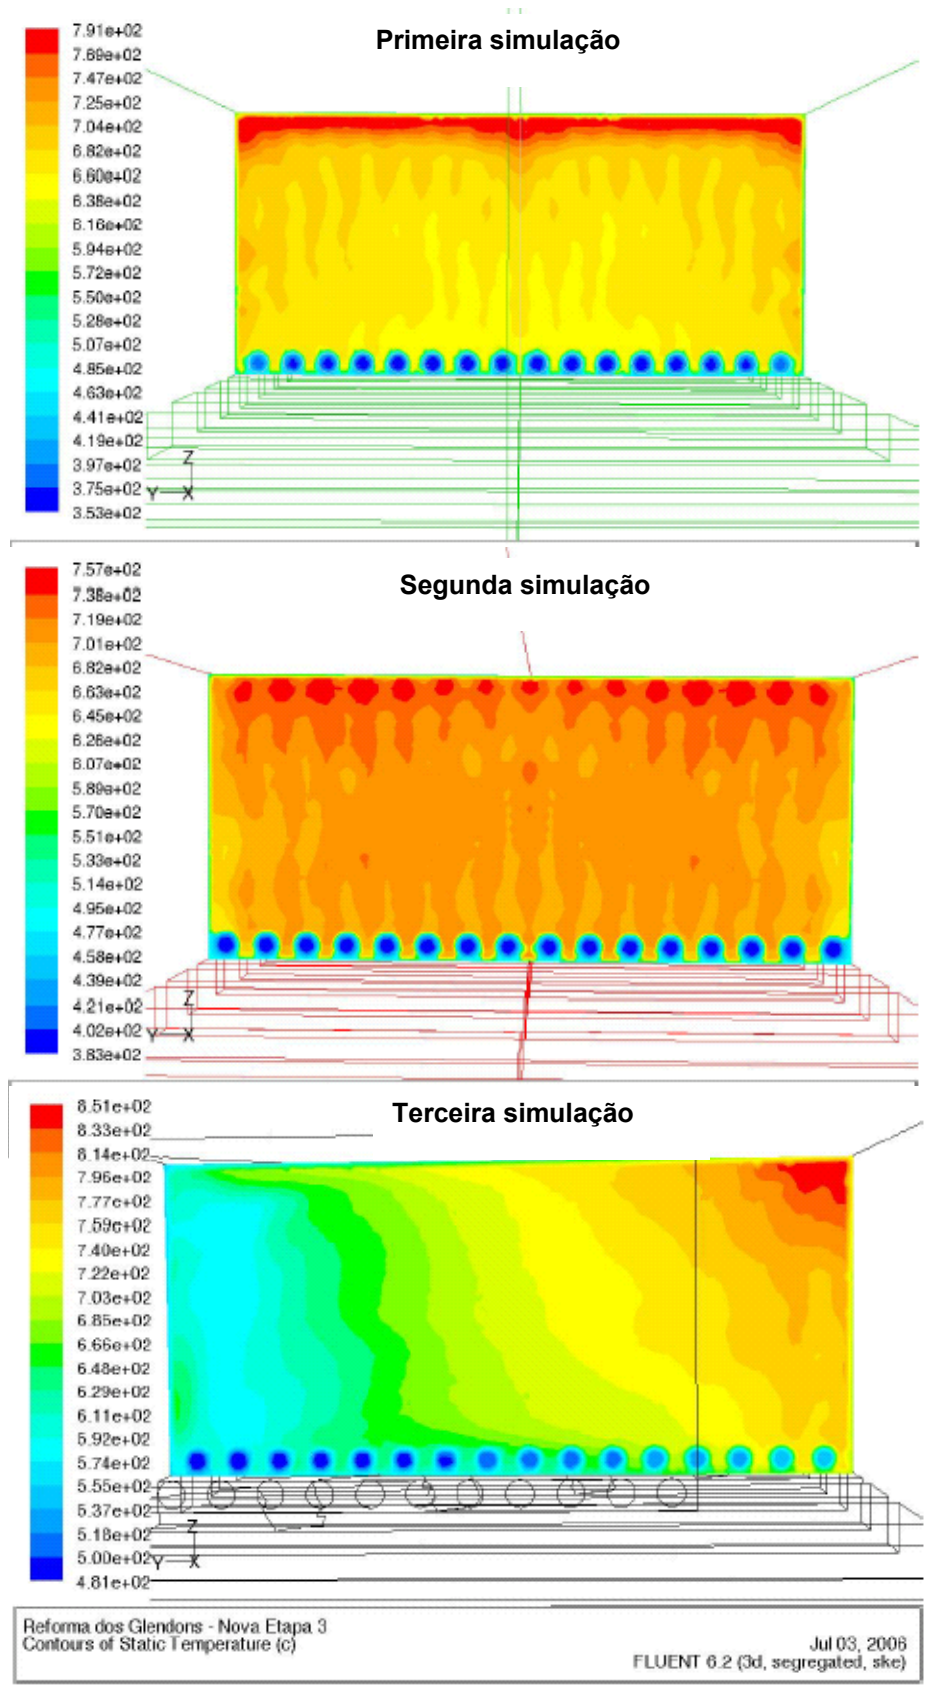 Primeira simulação
7.91e+02
7.69e+02
7.47e+02
7.25e+02
7.04e+02
6.82e+02
6.60e+02
6.38e+02
6.16e+02
5.94e+02
5.72e+02
5.50e+02
5.28e+02
5.07e+02
4.85e+02
4.63e+02
4.41e+02
4.19e+02
3.97e+02
3.75e+02
3.53e+02
Z
Y X
Segunda simulação
7.57e+02
7.38e+02
7.19e+02
7.01e+02
6.82e+02
6.63e+02
6.45e+02
6.26e+02
6.07e+02
5.89e+02
5.70e+02
5.51e+02
5.33e+02
5.14e+02
4.95e+02
4.77e+02
4.58e+02
4.39e+02
4.21e+02
4.02e+02
3.83e+02
Z
Y X
Terceira simulação
8.51e+02
8.33e+02
8.14e+02
7.96e+02
7.77e+02
7.59e+02
7.40e+02
7.22e+02
7.03e+02
6.85e+02
6.66e+02
6.48e+02
6.29e+02
6.11e+02
5.92e+02
5.74e+02
5.55e+02
5.37e+02
5.18e+02
5.00e+02
4.81e+02
Z
Y X
Reforma dos Glendons - Nova Etapa 3
Contours of Static Temperature (c)
Jul 03, 2006
FLUENT 6.2 (3d, segregated, ske)